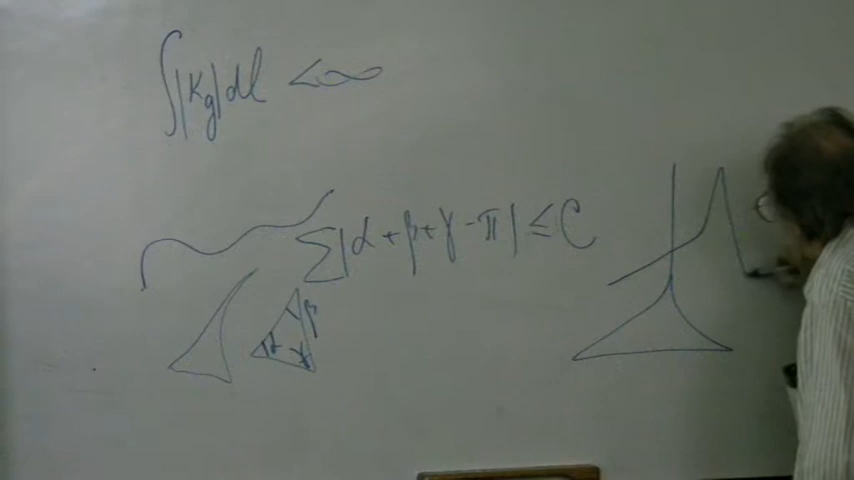 ∫|Kg|dl < ∞
∑|α + β + γ - π| ≤ C
β
α γ